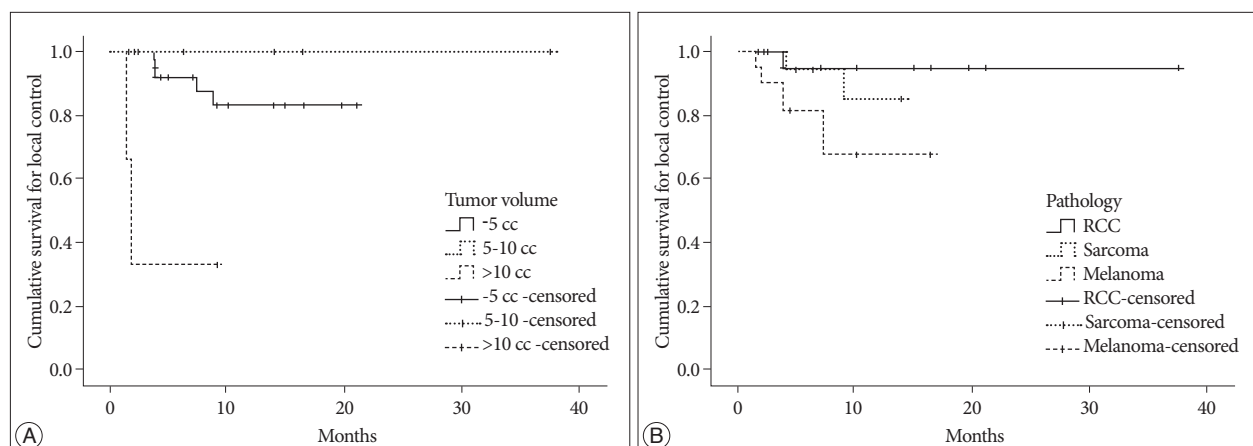 Cumulative survival for local control
1.0
0.8
0.6
0.4
0.2
0.0
0
10
20
30
40
Months
Tumor volume
-5 cc
5-10 cc
>10 cc
-5 cc -censored
5-10 -censored
>10 cc -censored
A
Cumulative survival for local control
1.0
0.8
0.6
0.4
0.2
0.0
0
10
20
30
40
Months
Pathology
RCC
Sarcoma
Melanoma
RCC-censored
Sarcoma-censored
Melanoma-censored
B